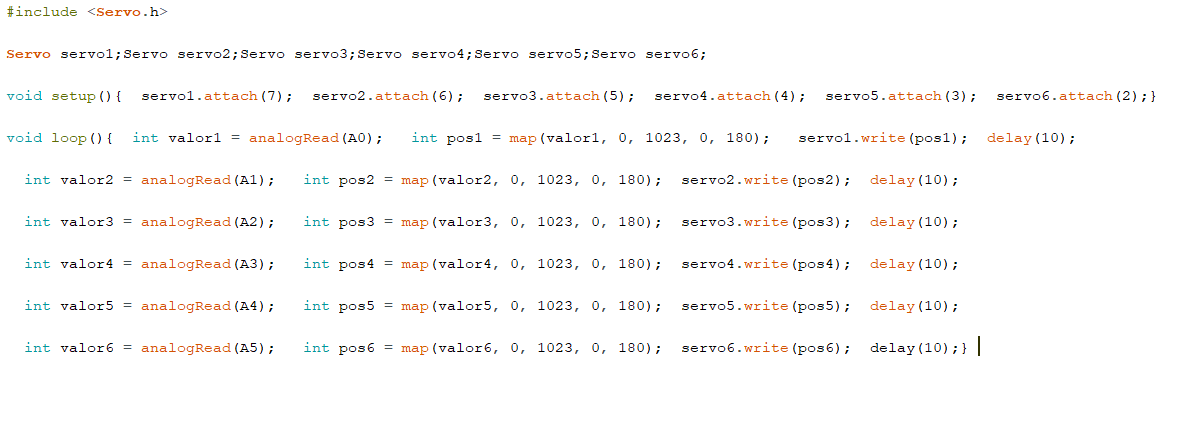 #include <Servo.h>
Servo servo1;Servo servo2;Servo servo3;Servo servo4;Servo servo5;Servo servo6;
void setup(){  servo1.attach(7);  servo2.attach(6);  servo3.attach(5);  servo4.attach(4);  servo5.attach(3);  servo6.attach(2);}
void loop(){  int valor1 = analogRead(A0);   int pos1 = map(valor1, 0, 1023, 0, 180);   servo1.write(pos1);  delay(10);
  int valor2 = analogRead(A1);   int pos2 = map(valor2, 0, 1023, 0, 180);  servo2.write(pos2);  delay(10);
  int valor3 = analogRead(A2);   int pos3 = map(valor3, 0, 1023, 0, 180);  servo3.write(pos3);  delay(10);
  int valor4 = analogRead(A3);   int pos4 = map(valor4, 0, 1023, 0, 180);  servo4.write(pos4);  delay(10);
  int valor5 = analogRead(A4);   int pos5 = map(valor5, 0, 1023, 0, 180);  servo5.write(pos5);  delay(10);
  int valor6 = analogRead(A5);   int pos6 = map(valor6, 0, 1023, 0, 180);  servo6.write(pos6);  delay(10);}